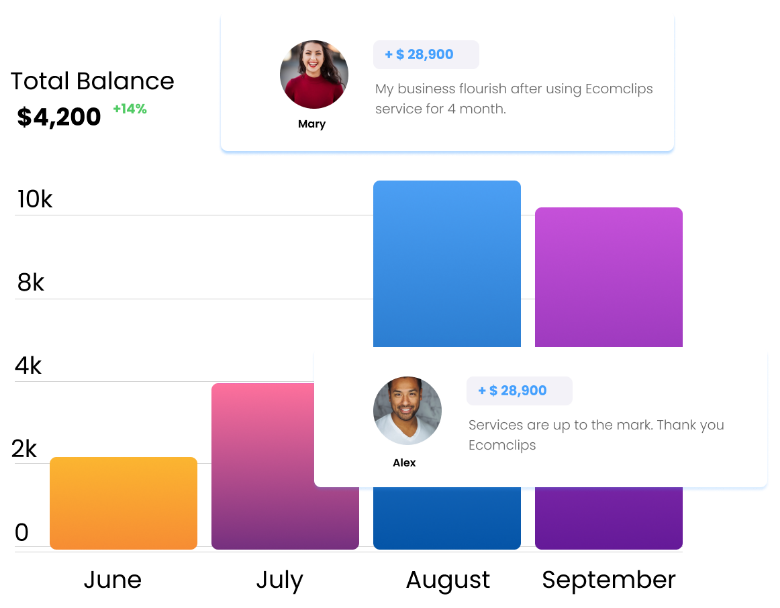 + $ 28,900
My business flourish after using Ecomclips
service for 4 month.
Mary
Total Balance
$4,200 +14%
10k
8k
4k
+ $ 28,900
Services are up to the mark. Thank you
Ecomclips
Alex
2k
0
June July August September